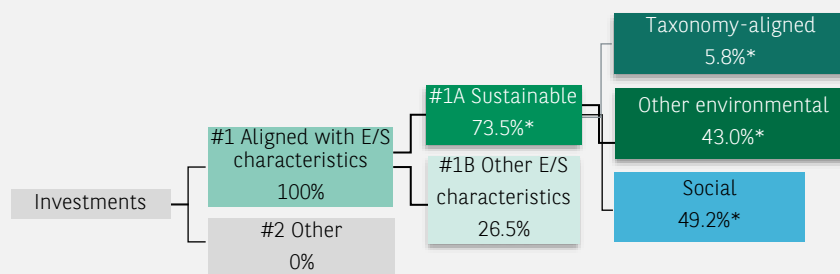 Investments
#1 Aligned with E/S
characteristics
100%
#2 Other
0%
#1A Sustainable
73.5%*
#1B Other E/S
characteristics
26.5%
Taxonomy-aligned
5.8%*
Other environmental
43.0%*
Social
49.2%*